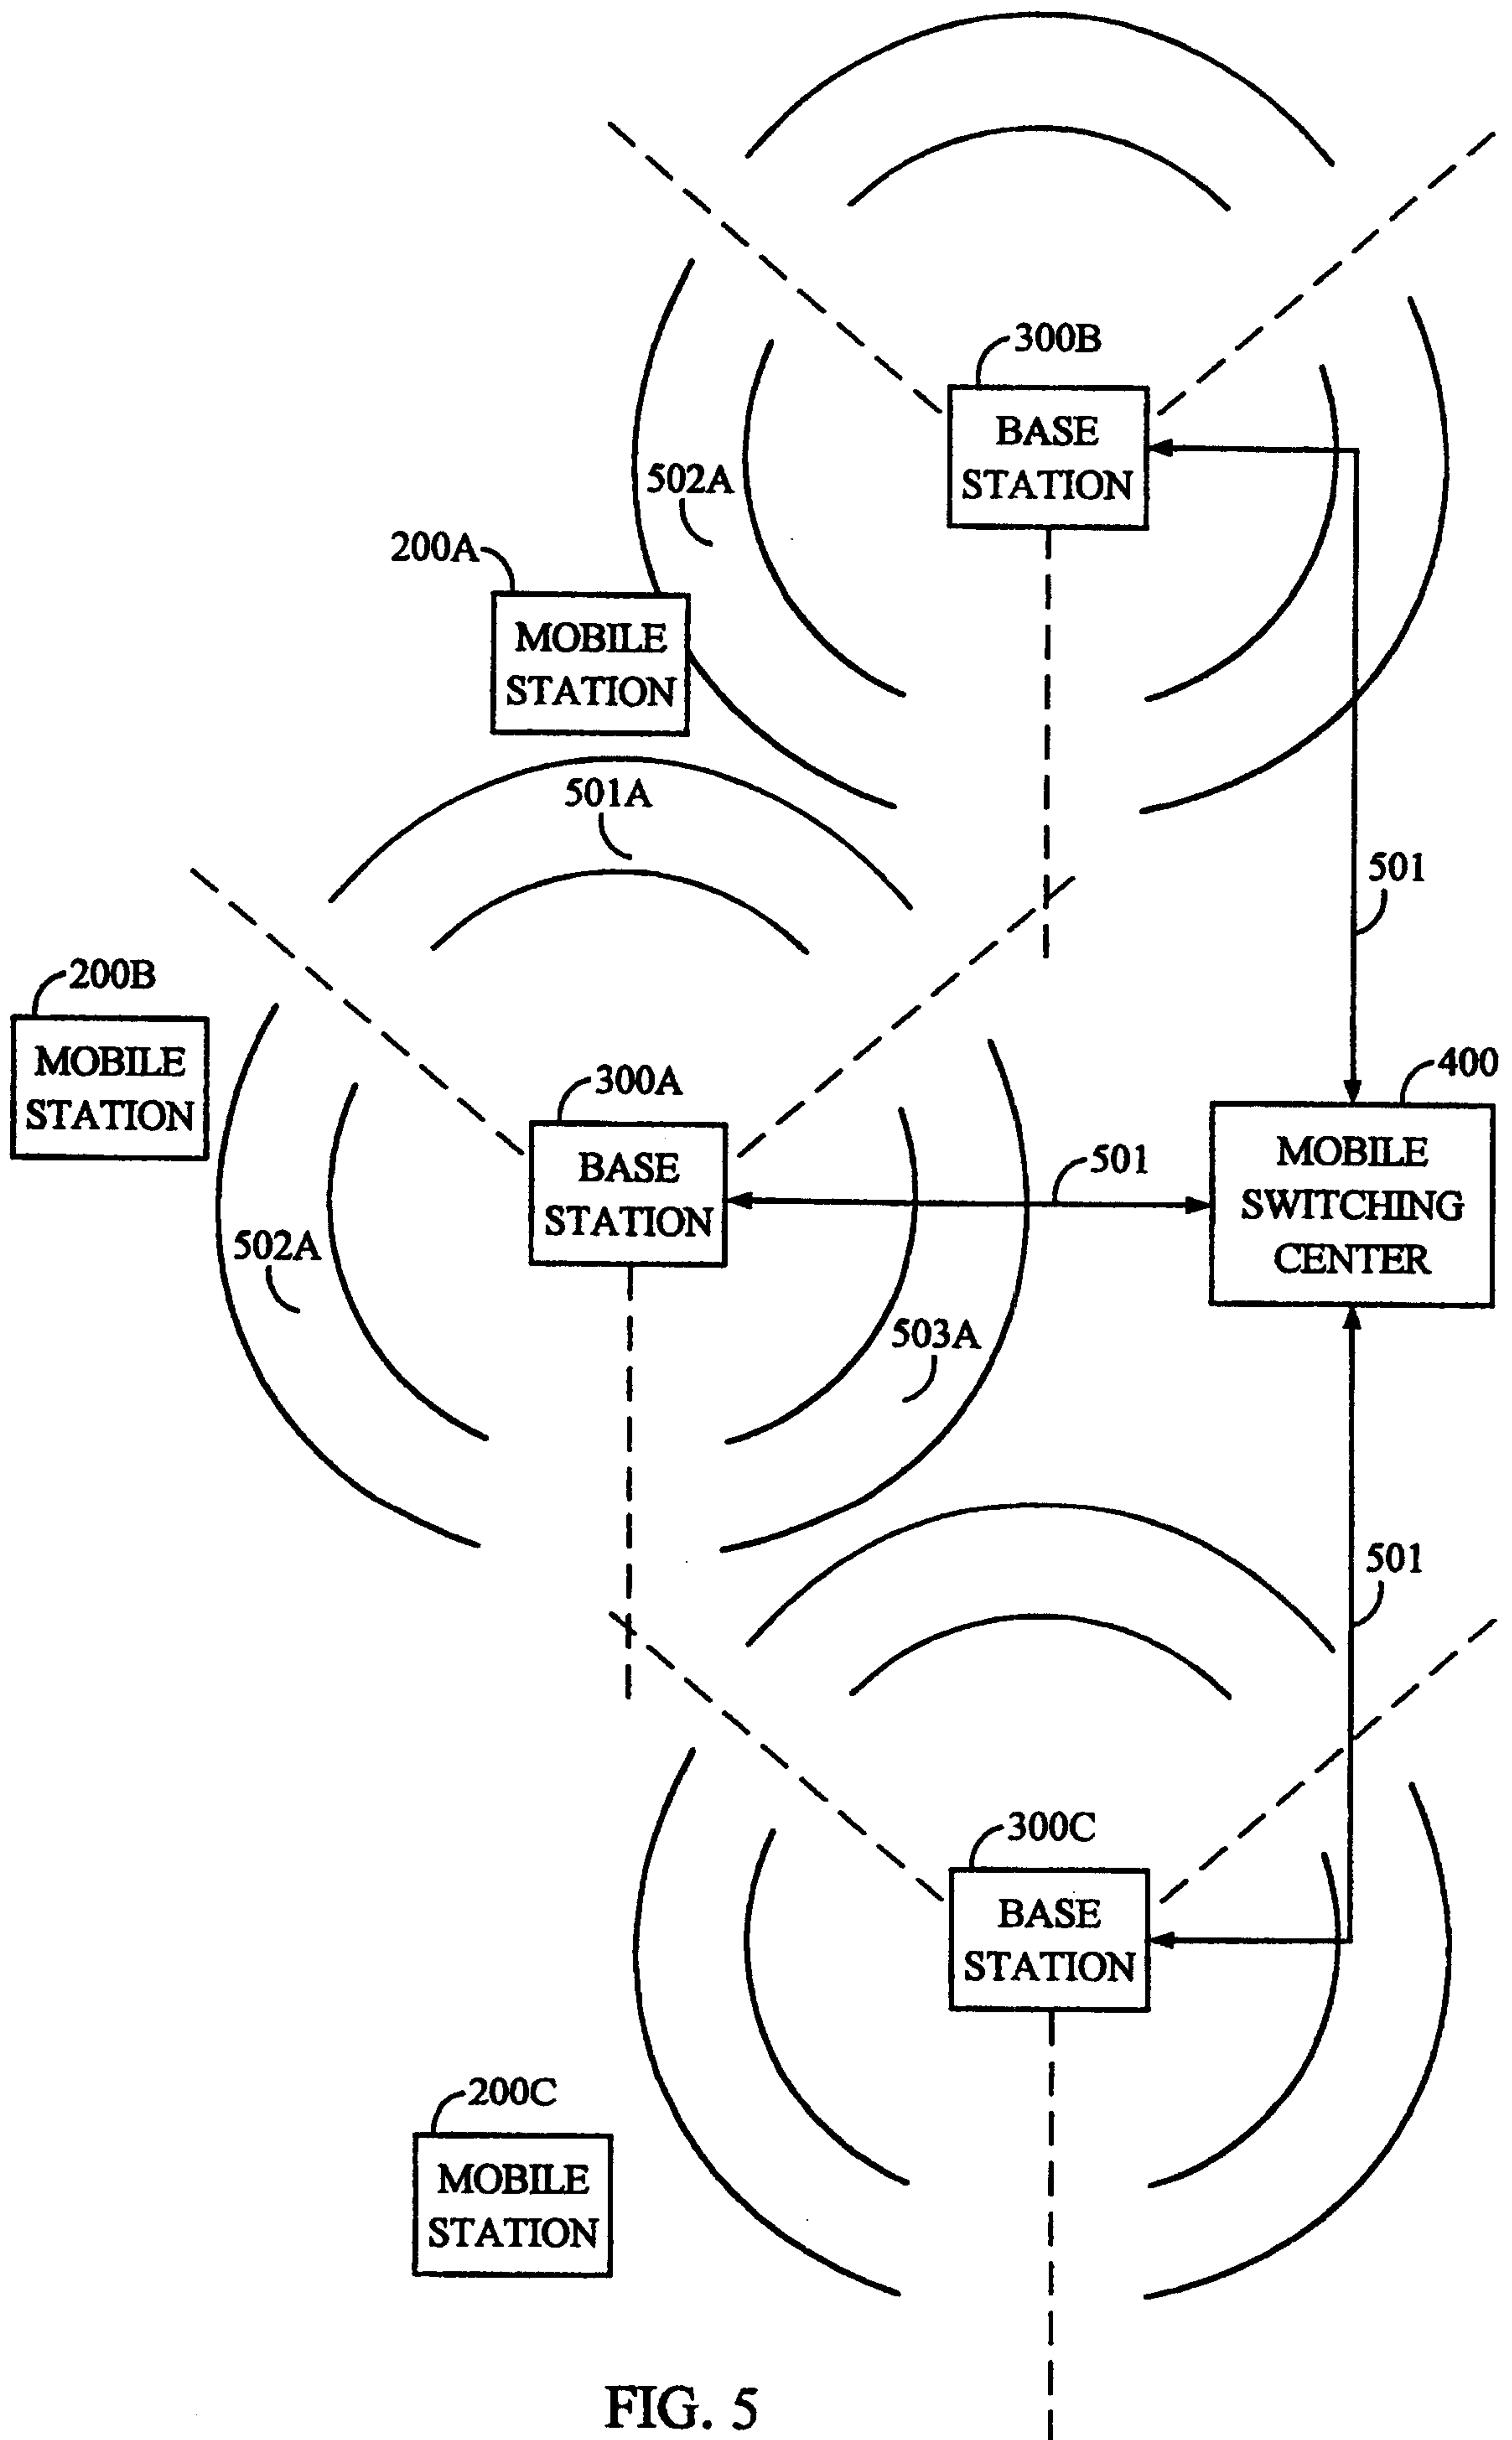 300B
BASE
STATION
502A
200A
MOBILE
STATION
501A
501
200B
MOBILE
STATION
300A
BASE
STATION
501
400
MOBILE
SWITCHING
CENTER
502A
503A
501
300C
BASE
STATION
200C
MOBILE
STATION
FIG. 5